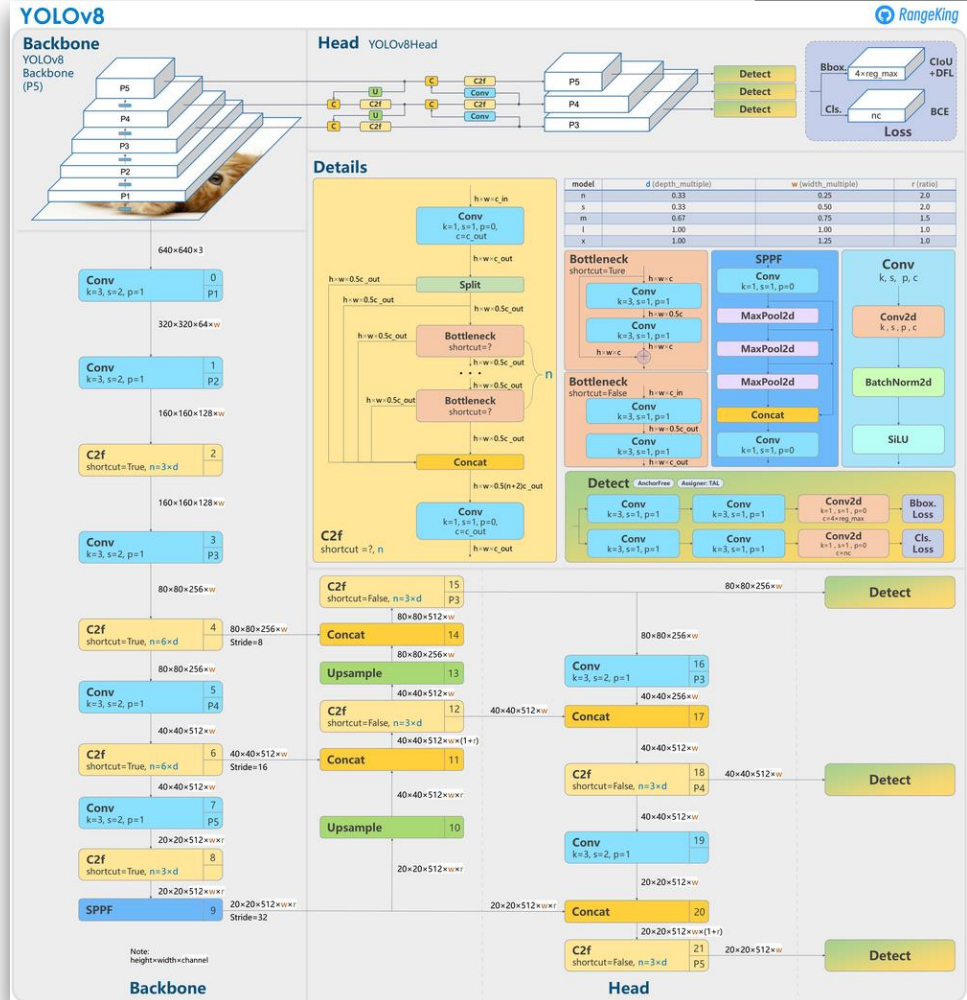 YOLOv8
RangeKing
Backbone
YOLOv8
Backbone
(P5)
P5
P4
P3
P2
P1
Head YOLOv8Head
C
C2f
U
Conv
C
C2f
C
C2f
U
Conv
C
C2f
P5
P4
P3
Detect
Detect
Detect
Bbox.
4×reg_max
CIoU
+DFL
Cls.
nc
BCE
Loss
Details
h×w×c_in
Conv
k=1, s=1, p=0,
c=c_out
h×w×c_out
Split
h×w×0.5c_out
h×w×0.5c_out
h×w×0.5c_out
h×w×0.5c_out
Bottleneck
shortcut=?
h×w×0.5c_out
...
h×w×0.5c_out
h×w×0.5c_out
Bottleneck
shortcut=?
n
h×w×0.5c_out
Concat
h×w×0.5(n+2)c_out
Conv
k=1, s=1, p=0,
c=c_out
h×w×c_out
C2f
shortcut =?, n
model d (depth_multiple) w (width_multiple) r (ratio)
n 0.33 0.25 2.0
s 0.33 0.50 2.0
m 0.67 0.75 1.5
l 1.00 1.00 1.0
x 1.00 1.25 1.0
Bottleneck
shortcut=Ture
h×w×c
Conv
k=3, s=1, p=1
h×w×0.5c
Conv
k=3, s=1, p=1
h×w×c
h×w×c
+
Bottleneck
shortcut=False
h×w×c_in
Conv
k=3, s=1, p=1
h×w×0.5c_out
Conv
k=3, s=1, p=1
h×w×c_out
SPPF
Conv
k=1, s=1, p=0
MaxPool2d
MaxPool2d
MaxPool2d
Concat
Conv
k=1, s=1, p=0
Conv
k, s, p, c
Conv2d
k, s, p, c
BatchNorm2d
SiLU
Detect AnchorFree Assigner: TAL
Conv
k=3, s=1, p=1
Conv
k=3, s=1, p=1
Conv2d
k=1, s=1, p=0
c=4×reg_max
Bbox.
Loss
Conv
k=3, s=1, p=1
Conv
k=3, s=1, p=1
Conv2d
k=1, s=1, p=0
c=nc
Cls.
Loss
640×640×3
Conv 0
k=3, s=2, p=1 P1
320×320×64×w
Conv 1
k=3, s=2, p=1 P2
160×160×128×w
C2f 2
shortcut=True, n=3×d
160×160×128×w
Conv 3
k=3, s=2, p=1 P3
80×80×256×w
C2f 4
shortcut=True, n=6×d
80×80×256×w
Stride=8
80×80×256×w
Conv 5
k=3, s=2, p=1 P4
40×40×512×w
C2f 6
shortcut=True, n=6×d
40×40×512×w
Stride=16
40×40×512×w
Conv 7
k=3, s=2, p=1 P5
20×20×512×w×r
C2f 8
shortcut=True, n=3×d
20×20×512×w×r
SPPF 9
20×20×512×w×r
Stride=32
Note:
height×width×channel
Backbone
C2f 15
shortcut=False, n=3×d P3
80×80×512×w
Concat 14
80×80×256×w
Upsample 13
40×40×512×w
C2f 12
shortcut=False, n=3×d
40×40×512×w×(1+r)
Concat 11
40×40×512×w×r
Upsample 10
20×20×512×w×r
80×80×256×w
Detect
80×80×256×w
Conv 16
k=3, s=2, p=1 P3
40×40×256×w
40×40×512×w
Concat 17
40×40×512×w
C2f 18
shortcut=False, n=3×d P4
40×40×512×w
Detect
40×40×512×w
Conv 19
k=3, s=2, p=1
20×20×512×w
20×20×512×w×r
Concat 20
20×20×512×w×(1+r)
C2f 21
shortcut=False, n=3×d P5
20×20×512×w
Detect
Head